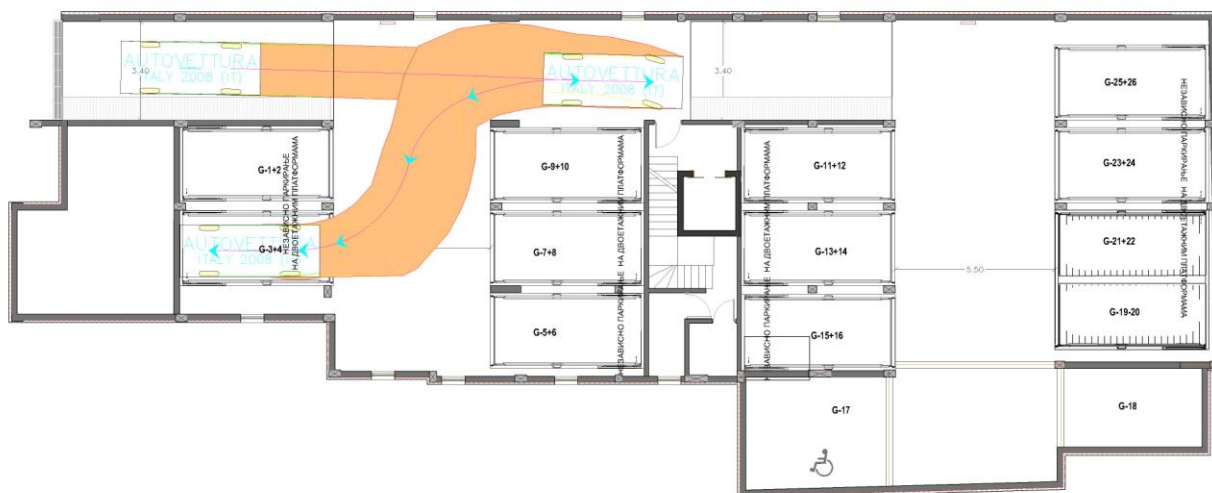 AUTOVETTURA
ITALY 2008 (IT)
3.40
AUTOVETTURA
ITALY 2008 (IT)
3.40
G-25+26
G-1+2
G-9+10
G-11+12
G-23+24
AUTOVETTURA
ITALY 2008 (IT)
G-3+4
G-7+8
G-13+14
G-21+22
5.50
G-5+6
G-15+16
G-19-20
G-17
G-18
НЕЗАВИСНО ПАРКИРАЊЕ
НА ДВОЕТАЖНИМ ПЛАТФОРМАМА
НЕЗАВИСНО ПАРКИРАЊЕ НА ДВОЕТАЖНИМ ПЛАТФОРМАМА
НЕЗАВИСНО ПАРКИРАЊЕ НА ДВОЕТАЖНИМ ПЛАТФОРМАМА
НЕЗАВИСНО ПАРКИРАЊЕ НА ДВОЕТАЖНИМ ПЛАТФОРМАМА